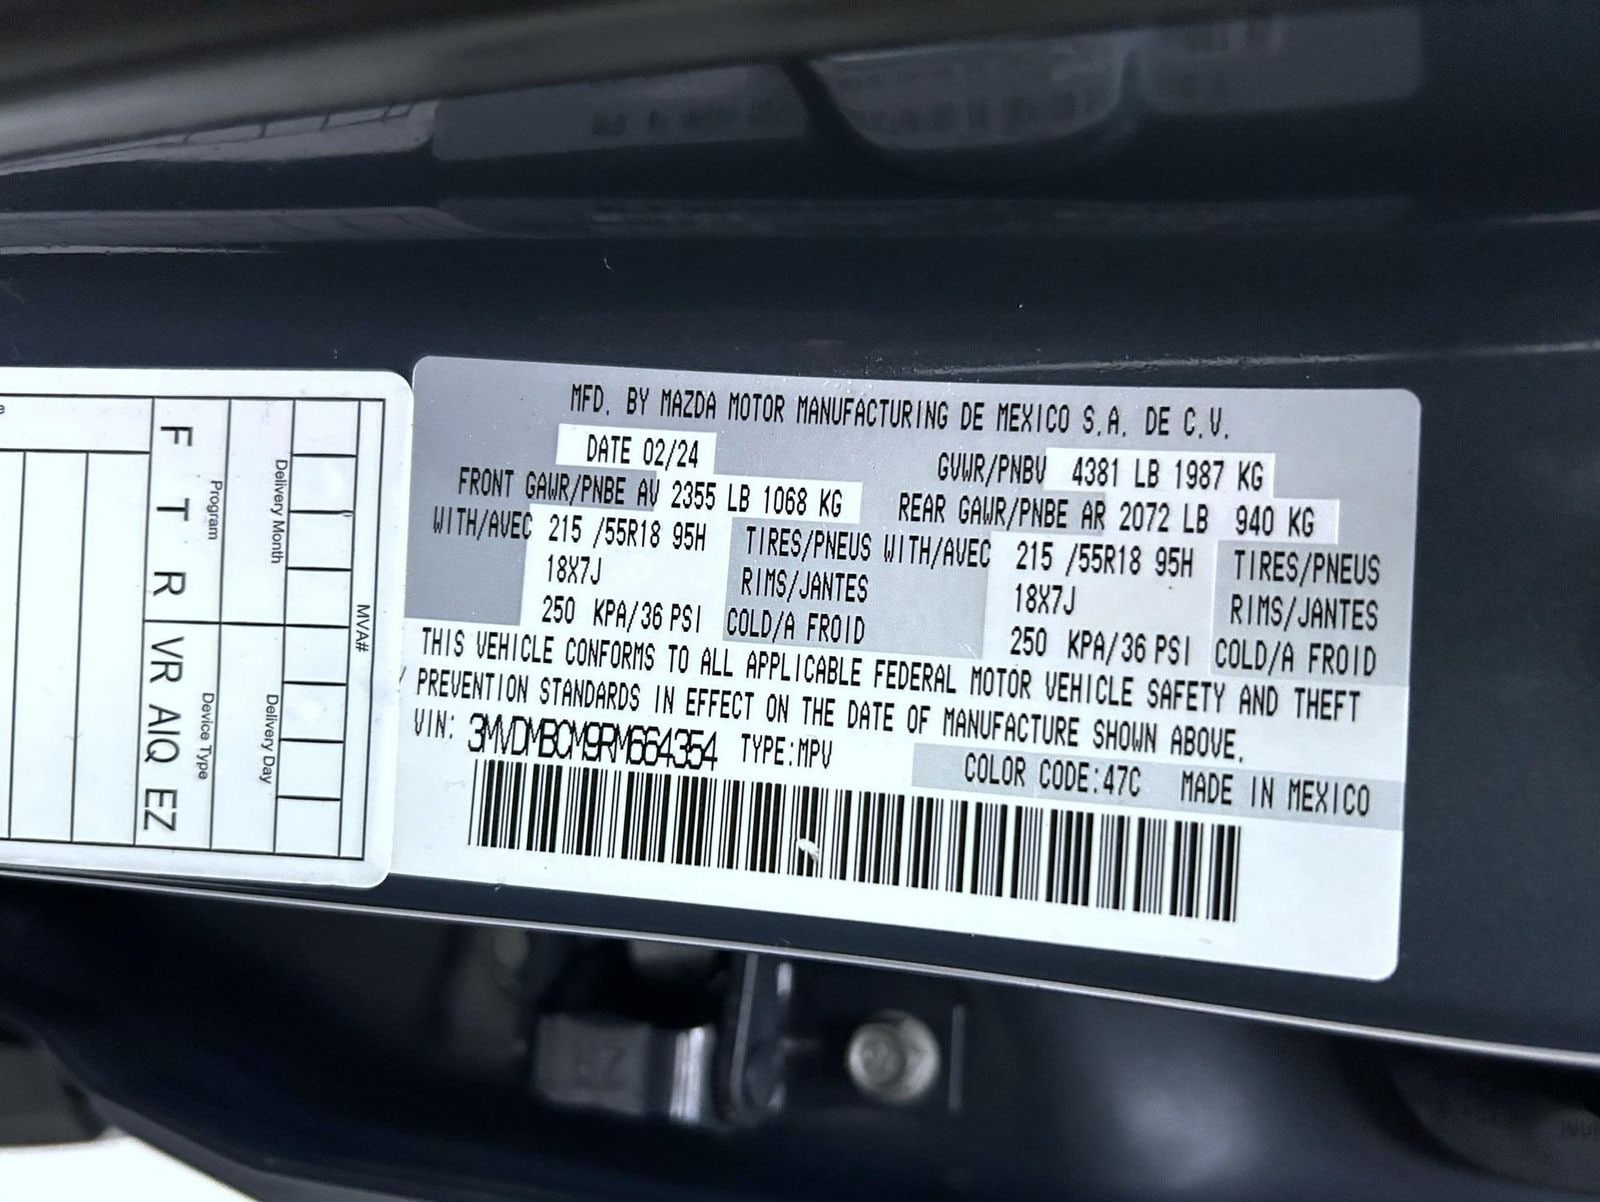 MFD. BY MAZDA MOTOR MANUFACTURING DE MEXICO S.A. DE C.V.
DATE 02/24
GVWR/PNBV 4381 LB 1987 KG
FRONT GAWR/PNBE AV 2355 LB 1068 KG
REAR GAWR/PNBE AR 2072 LB 940 KG
WITH/AVEC 215 /55R18 95H TIRES/PNEUS
18X7J RIMS/JANTES
250 KPA/36 PSI COLD/A FROID
WITH/AVEC 215 /55R18 95H TIRES/PNEUS
18X7J RIMS/JANTES
250 KPA/36 PSI COLD/A FROID
THIS VEHICLE CONFORMS TO ALL APPLICABLE FEDERAL MOTOR VEHICLE SAFETY AND THEFT
PREVENTION STANDARDS IN EFFECT ON THE DATE OF MANUFACTURE SHOWN ABOVE.
VIN: 3MVDMBCM9RM664354 TYPE:MPV
COLOR CODE:47C MADE IN MEXICO
MVA#
Delivery Month
Delivery Day
Program
Device Type
F T R
VR AIQ EZ